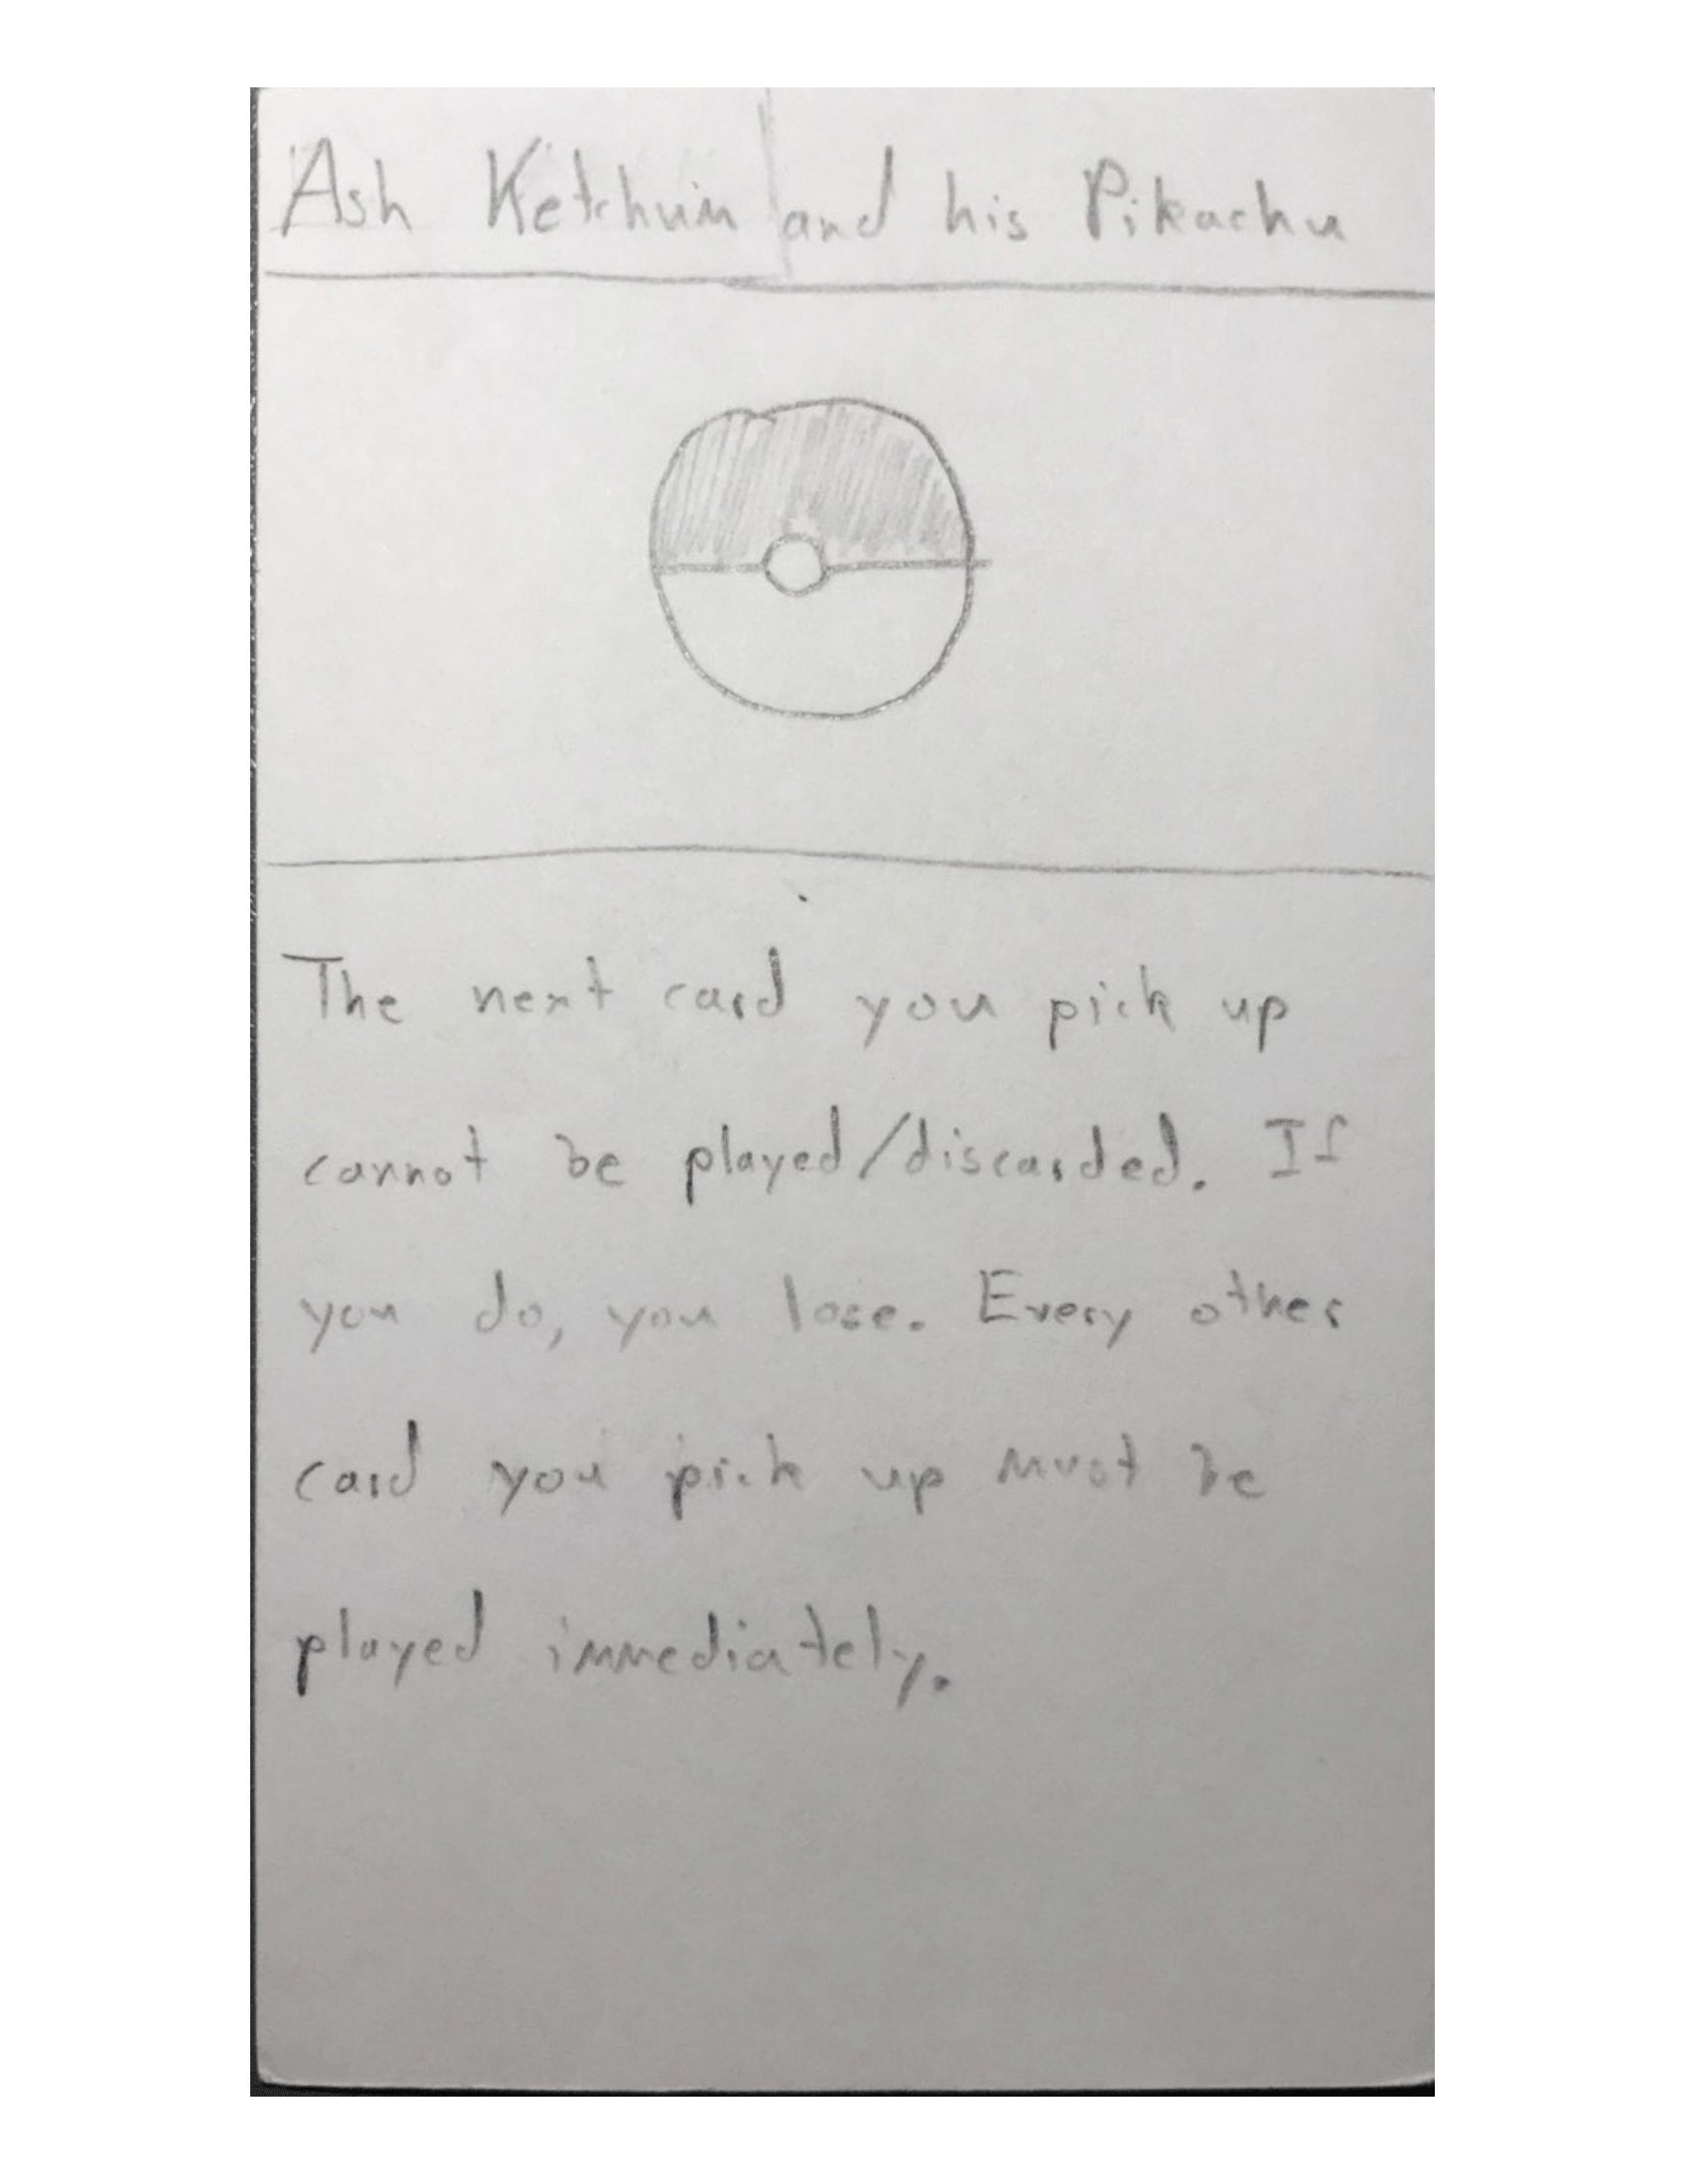 Ash Ketchum and his Pikachu
The next card you pick up
cannot be played/discarded. If
you do, you lose. Every other
card you pick up must be
played immediately.